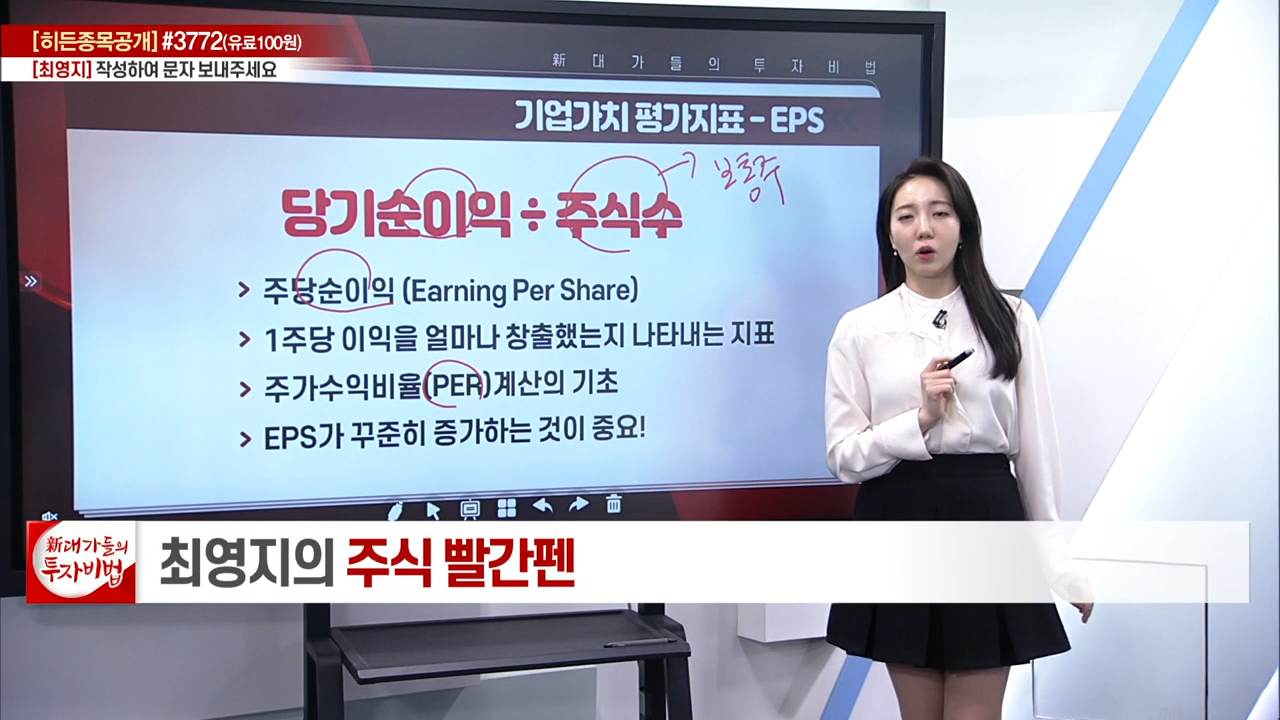 [히든종목공개] #3772(유료100원)
[최영지] 작성하여 문자 보내주세요
新 대 가 들 의 투 자 비 법
기업가치 평가지표 - EPS
당기순이익 ÷ 주식수
보통주
> 주당순이익 (Earning Per Share)
> 1주당 이익을 얼마나 창출했는지 나타내는 지표
> 주가수익비율(PER)계산의 기초
> EPS가 꾸준히 증가하는 것이 중요!
新대가들의
투자비법
최영지의 주식 빨간펜